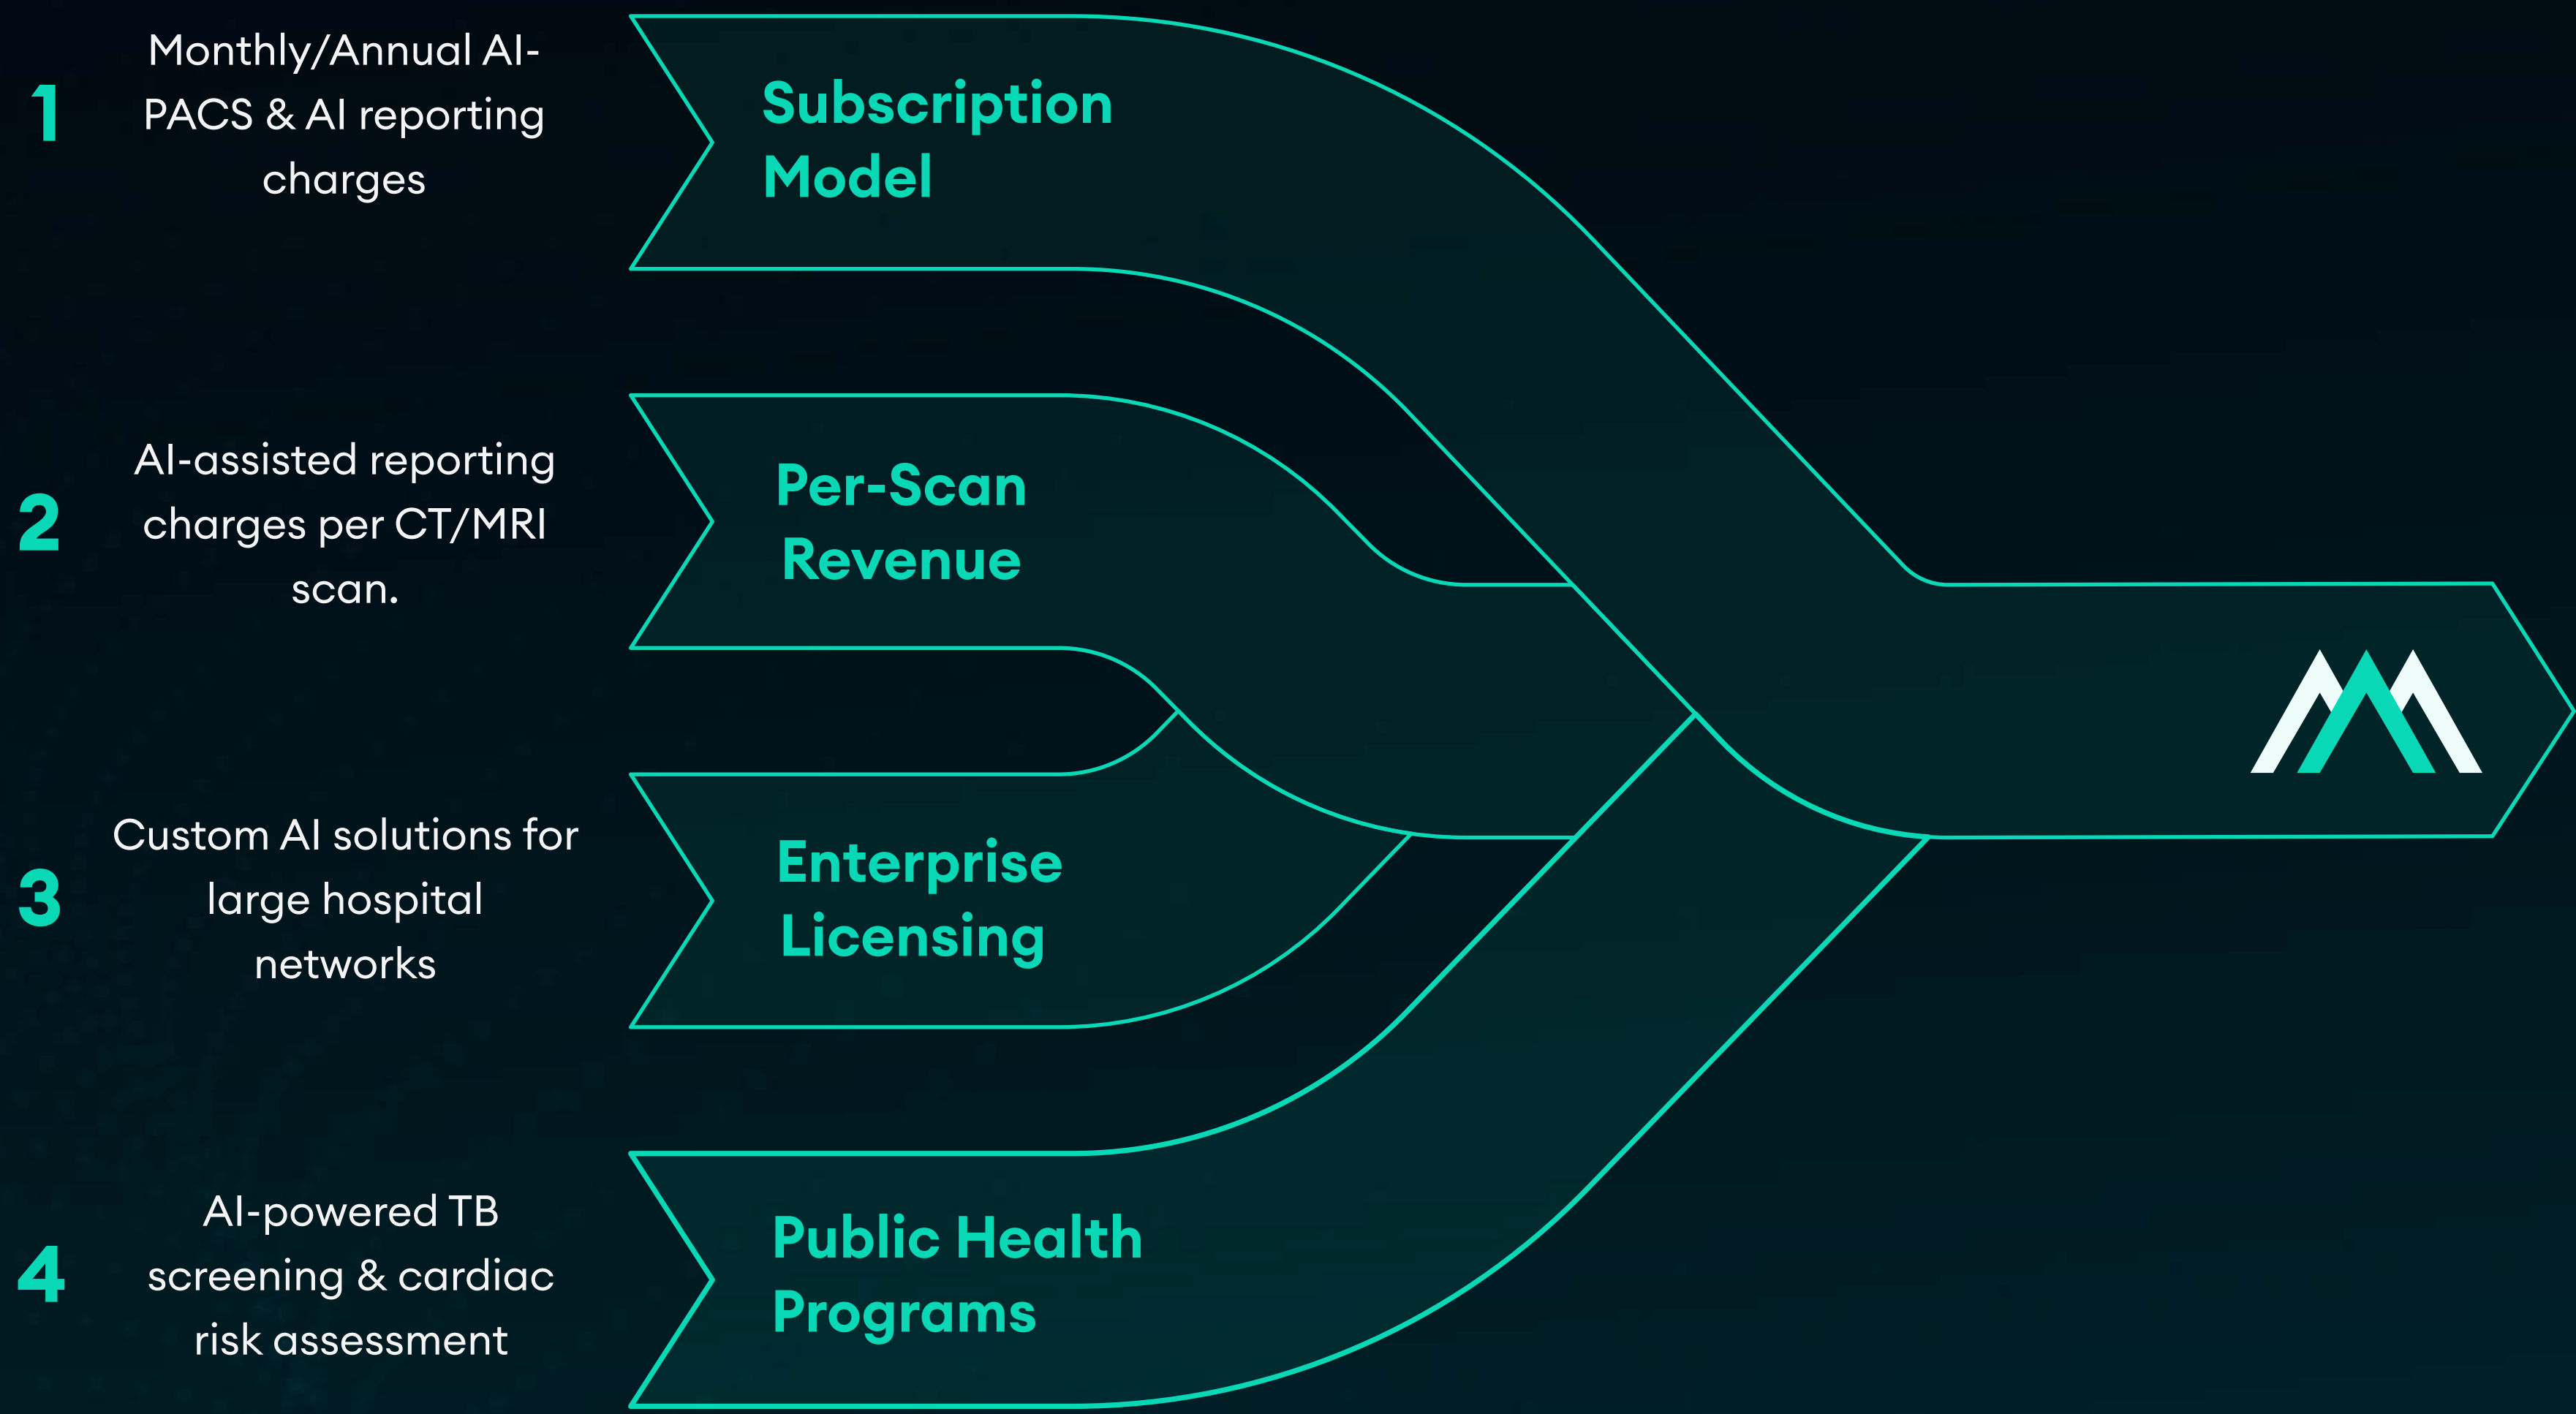 1
Monthly/Annual AI-
PACS & AI reporting
charges
Subscription
Model
2
AI-assisted reporting
charges per CT/MRI
scan.
Per-Scan
Revenue
3
Custom AI solutions for
large hospital
networks
Enterprise
Licensing
4
AI-powered TB
screening & cardiac
risk assessment
Public Health
Programs